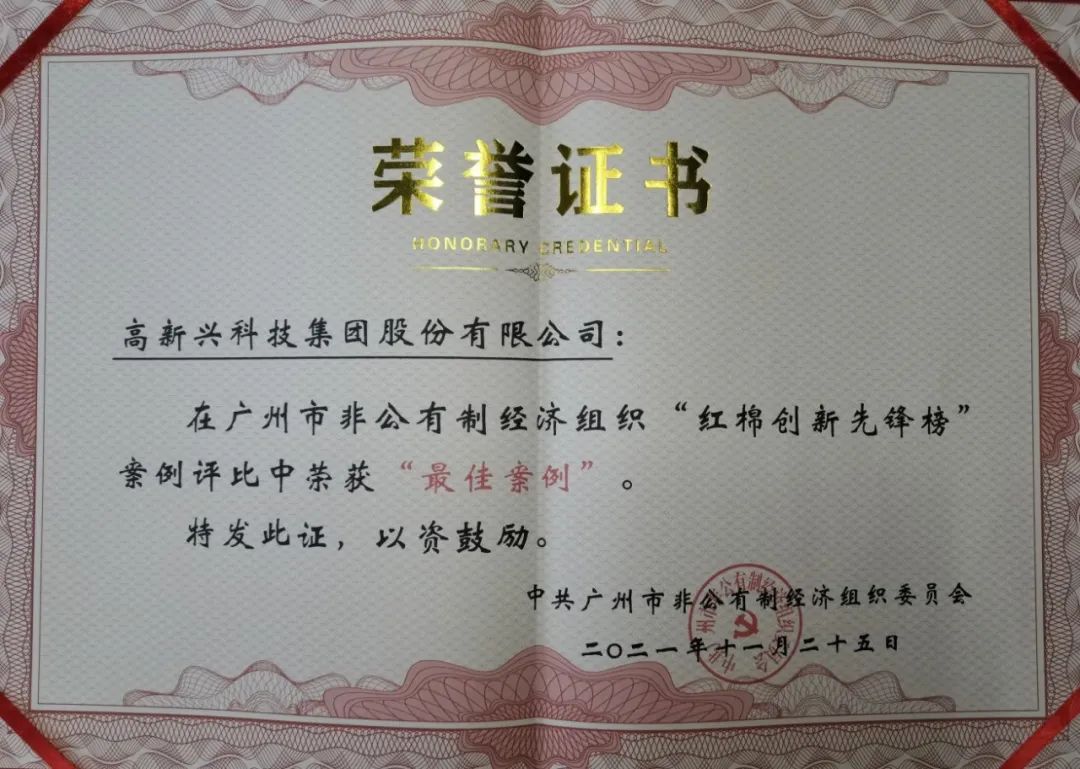 荣誉证书
HONORARY CREDENTIAL
高新兴科技集团股份有限公司：
在广州市非公有制经济组织“红棉创新先锋榜”
案例评比中荣获“最佳案例”。
特发此证，以资鼓励。
中共广州市非公有制经济组织委员会
二〇二一年十一月二十五日